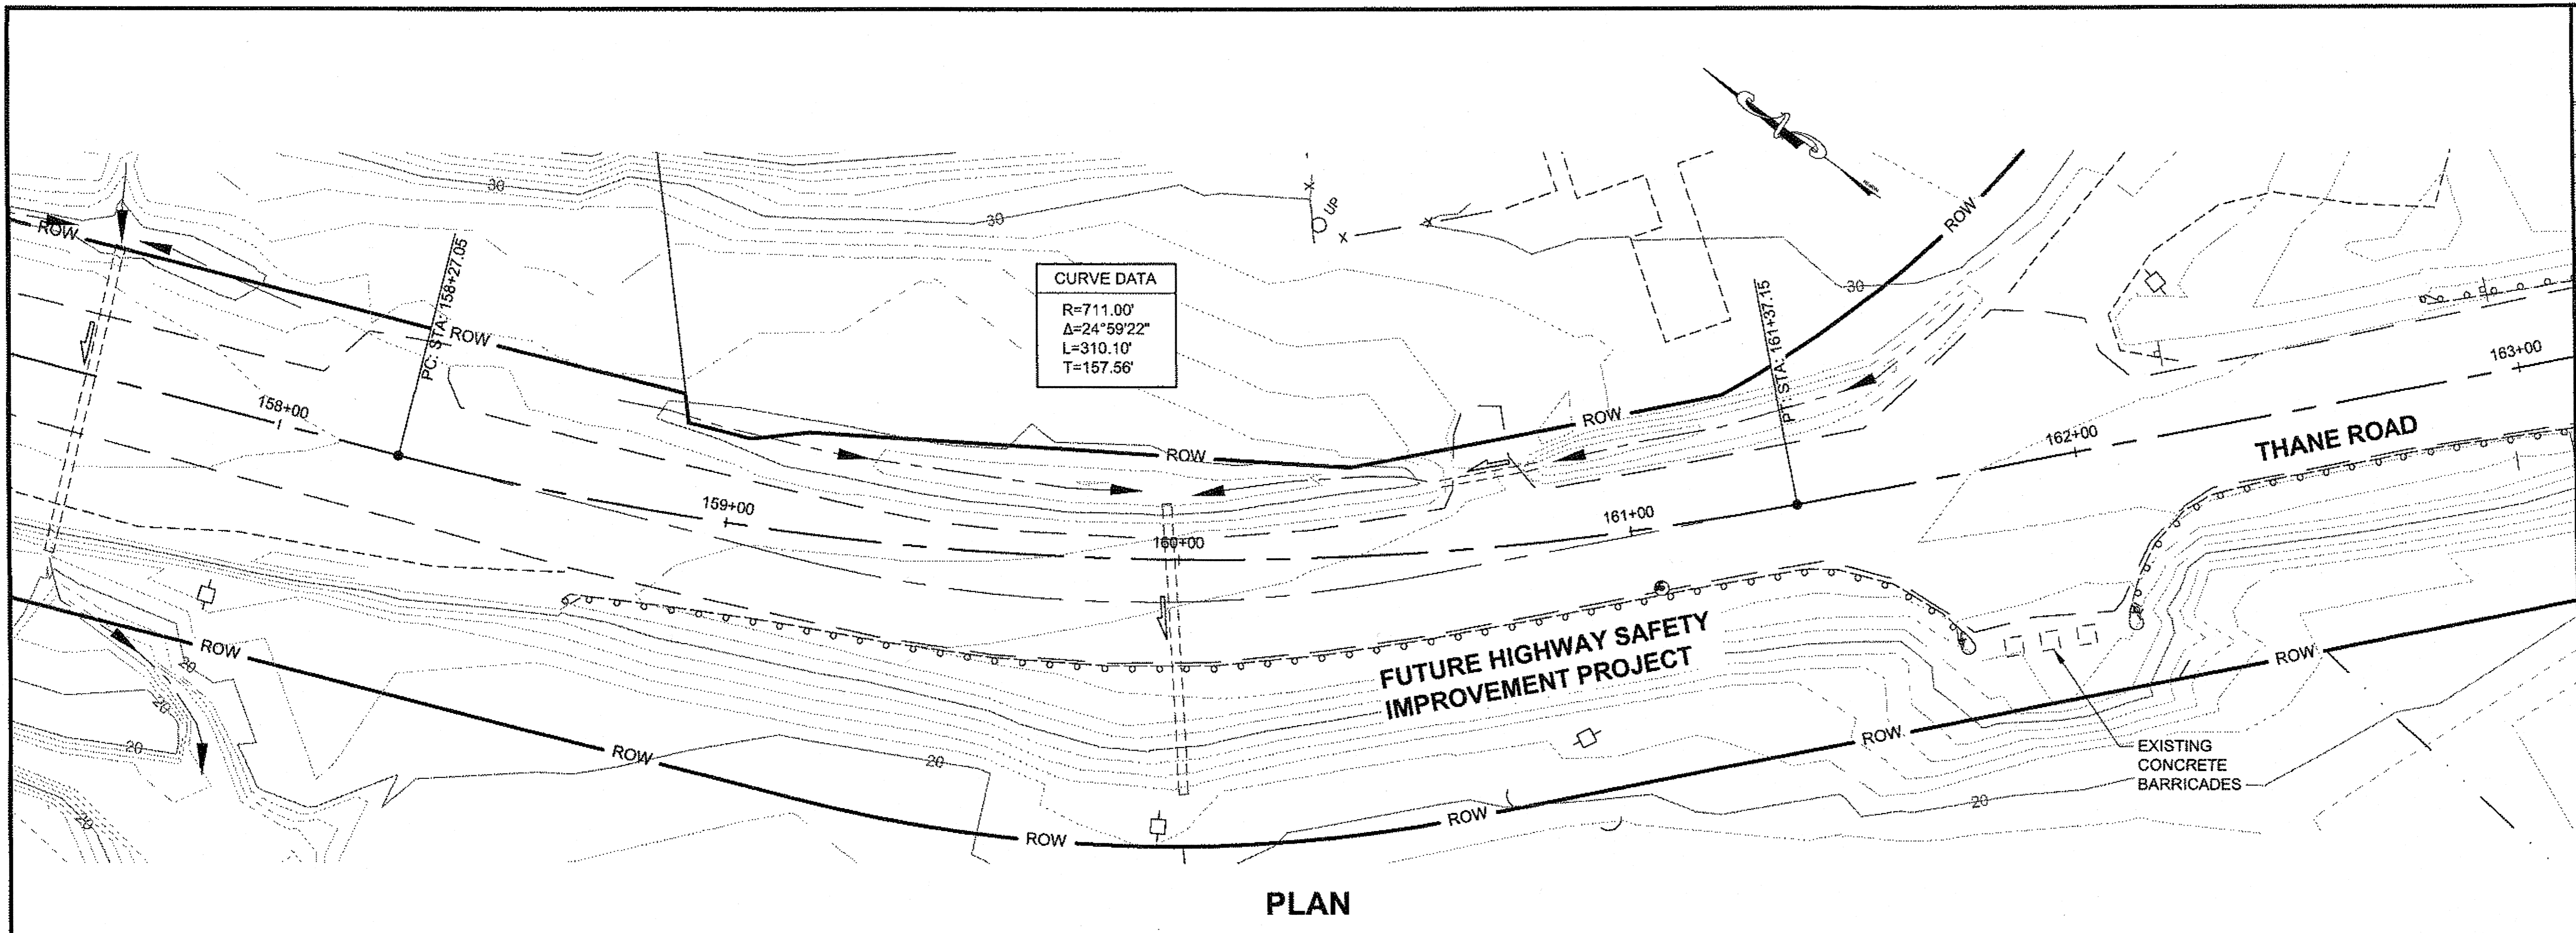 30
30
UP
ROW
ROW
PC: STA: 158+27.05
ROW
CURVE DATA
R=711.00'
Δ=24°59'22"
L=310.10'
T=157.56'
PT: STA: 161+37.15
30
163+00
158+00
ROW
162+00
THANE ROAD
ROW
159+00
161+00
160+00
ROW
20
20
20
20
FUTURE HIGHWAY SAFETY
IMPROVEMENT PROJECT
ROW
ROW
ROW
EXISTING
CONCRETE
BARRICADES
20
20
ROW
ROW
PLAN